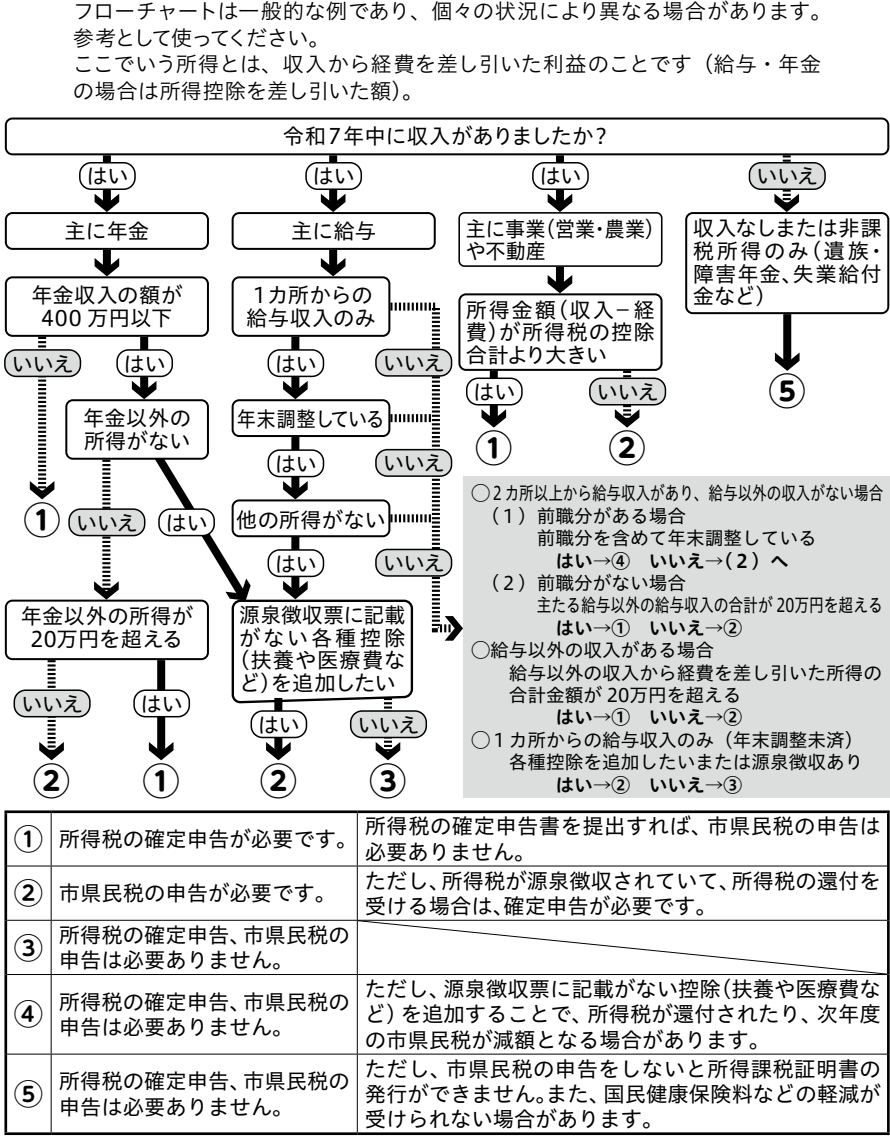 フローチャートは一般的な例であり、個々の状況により異なる場合があります。
参考として使ってください。
ここでいう所得とは、収入から経費を差し引いた利益のことです（給与・年金
の場合は所得控除を差し引いた額）。
令和7年中に収入がありましたか？
はい
はい
はい
いいえ
主に年金
主に給与
主に事業（営業・農業）
や不動産
収入なしまたは非課
税所得のみ（遺族・
障害年金、失業給付
金など）
年金収入の額が
400万円以下
1カ所からの
給与収入のみ
所得金額（収入－経
費）が所得税の控除
合計より大きい
いいえ
はい
はい
いいえ
はい
いいえ
⑤
年金以外の
所得がない
年末調整している
①
②
はい
いいえ
①
いいえ
はい
他の所得がない
はい
いいえ
年金以外の所得が
20万円を超える
源泉徴収票に記載
がない各種控除
（扶養や医療費な
ど）を追加したい
いいえ
はい
はい
いいえ
②
①
②
③
○2カ所以上から給与収入があり、給与以外の収入がない場合
（1）前職分がある場合
前職分を含めて年末調整している
はい→④　いいえ→（2）へ
（2）前職分がない場合
主たる給与以外の給与収入の合計が20万円を超える
はい→①　いいえ→②
○給与以外の収入がある場合
給与以外の収入から経費を差し引いた所得の
合計金額が20万円を超える
はい→①　いいえ→②
○1カ所からの給与収入のみ（年末調整未済）
各種控除を追加したいまたは源泉徴収あり
はい→②　いいえ→③
①
所得税の確定申告が必要です。
所得税の確定申告書を提出すれば、市県民税の申告は
必要ありません。
②
市県民税の申告が必要です。
ただし、所得税が源泉徴収されていて、所得税の還付を
受ける場合は、確定申告が必要です。
③
所得税の確定申告、市県民税の
申告は必要ありません。
④
所得税の確定申告、市県民税の
申告は必要ありません。
ただし、源泉徴収票に記載がない控除（扶養や医療費な
ど）を追加することで、所得税が還付されたり、次年度
の市県民税が減額となる場合があります。
⑤
所得税の確定申告、市県民税の
申告は必要ありません。
ただし、市県民税の申告をしないと所得課税証明書の
発行ができません。また、国民健康保険料などの軽減が
受けられない場合があります。